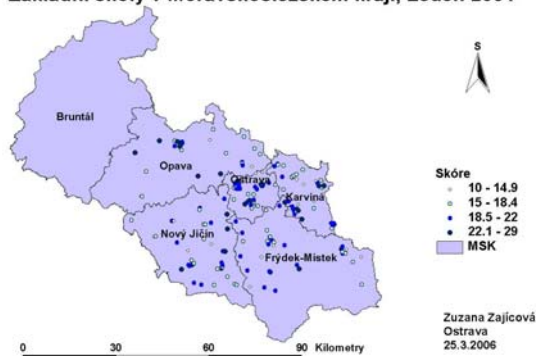 S
Bruntál
Opava
Ostrava
Karviná
Nový Jičín
Frýdek-Místek
Skóre
10 - 14.9
15 - 18.4
18.5 - 22
22.1 - 29
MSK
Zuzana Zajícová
Ostrava
25.3.2006
0 30 60 90 Kilometry